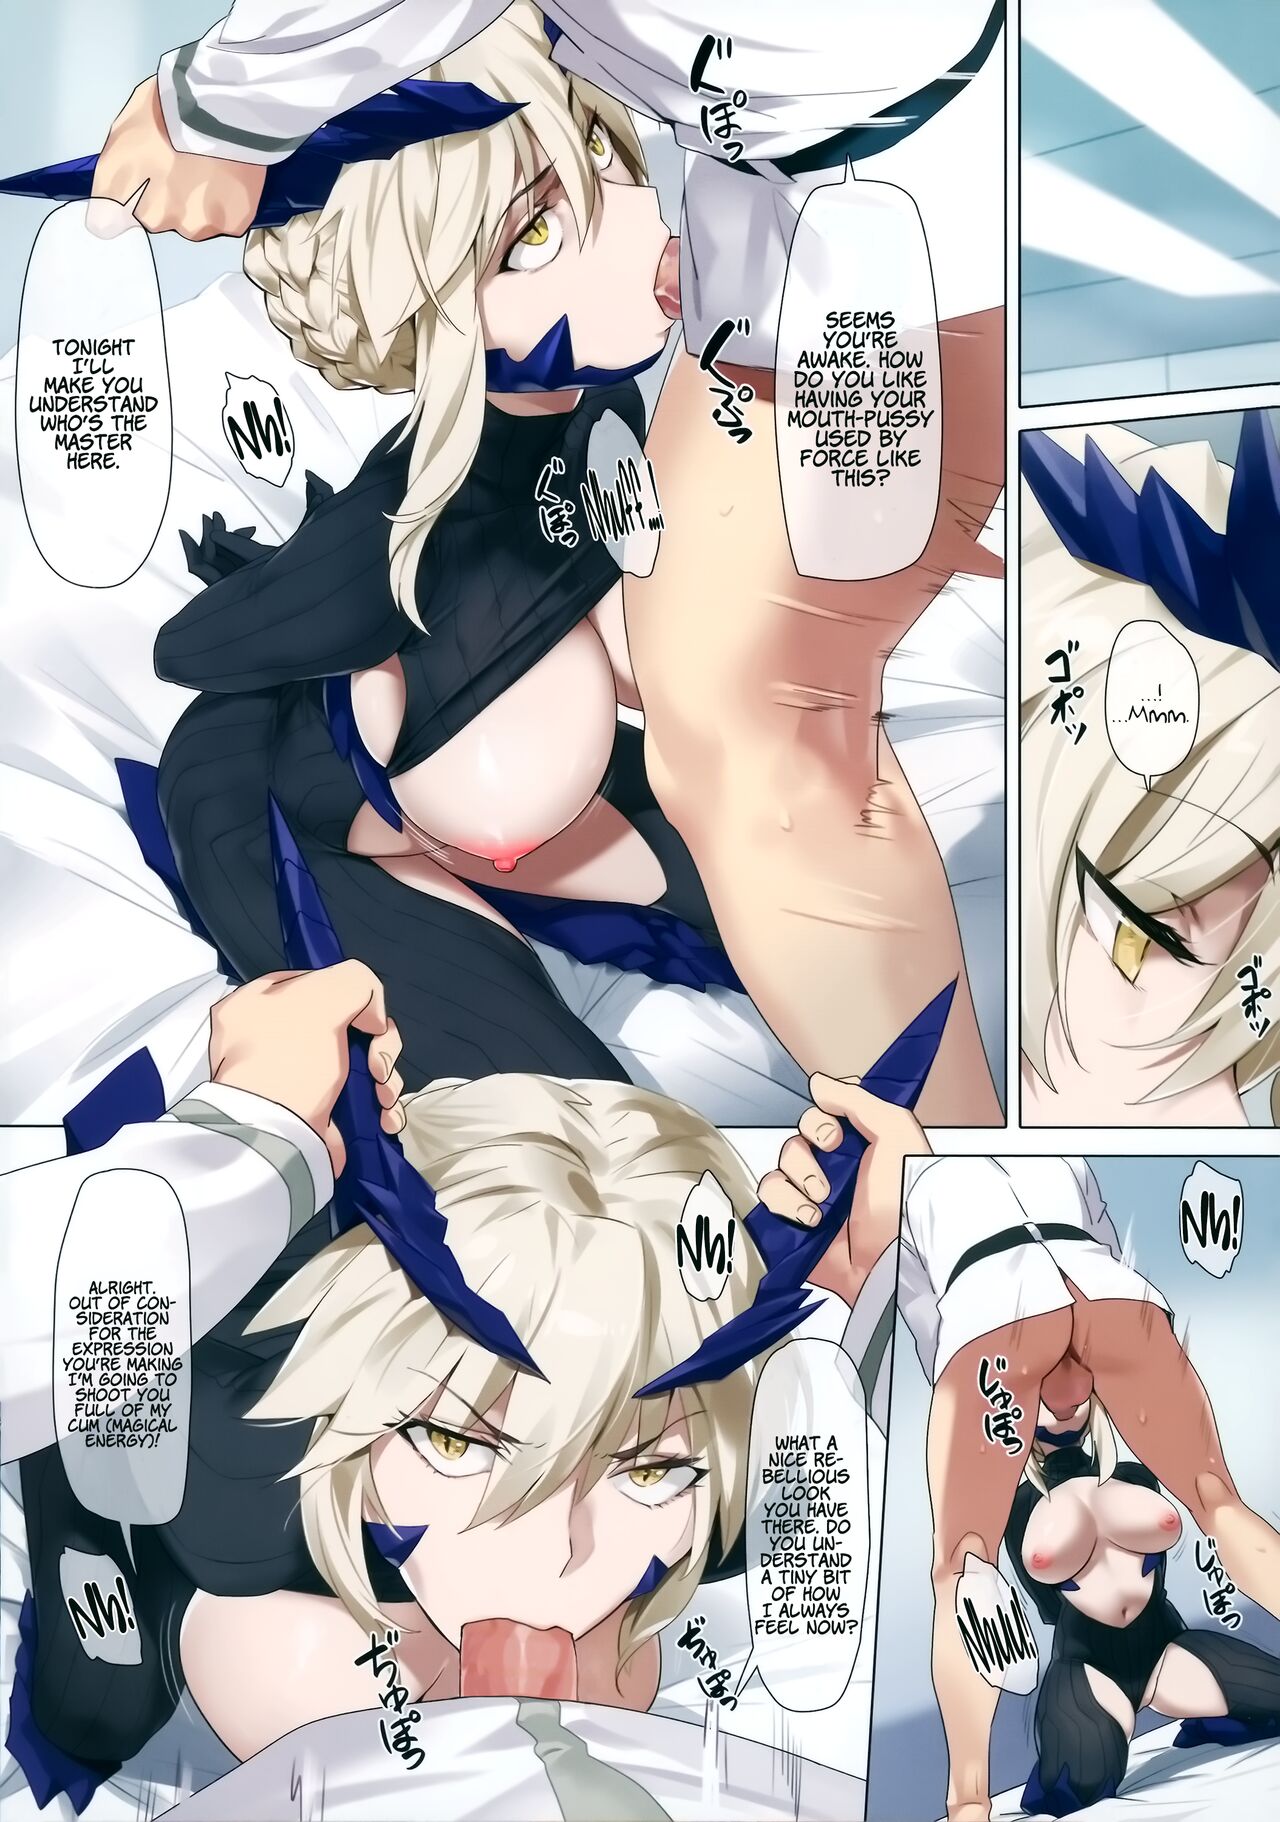 ゴポッ
...!
...Mmm.
ゴポッ
ぐぽっ
SEEMS
YOU'RE
AWAKE. HOW
DO YOU LIKE
HAVING YOUR
MOUTH-PUSSY
USED BY
FORCE LIKE
THIS?
ぐぷっ
Nhuff...!
ぐぽっ
Nh!
TONIGHT
I'LL
MAKE YOU
UNDERSTAND
WHO'S THE
MASTER
HERE.
Nh!
じゅぽっ
じゅぽっ
Nhuu!
Nh!
WHAT A
NICE RE-
BELLIOUS
LOOK
YOU HAVE
THERE. DO
YOU UN-
DERSTAND
A TINY BIT
OF HOW
I ALWAYS
FEEL NOW?
ぢゅぽっ
ぢゅぽっ
ALRIGHT.
OUT OF CON-
SIDERATION
FOR THE
EXPRESSION
YOU'RE MAKING
I'M GOING TO
SHOOT YOU
FULL OF MY
CUM (MAGICAL
ENERGY)!
Nh!